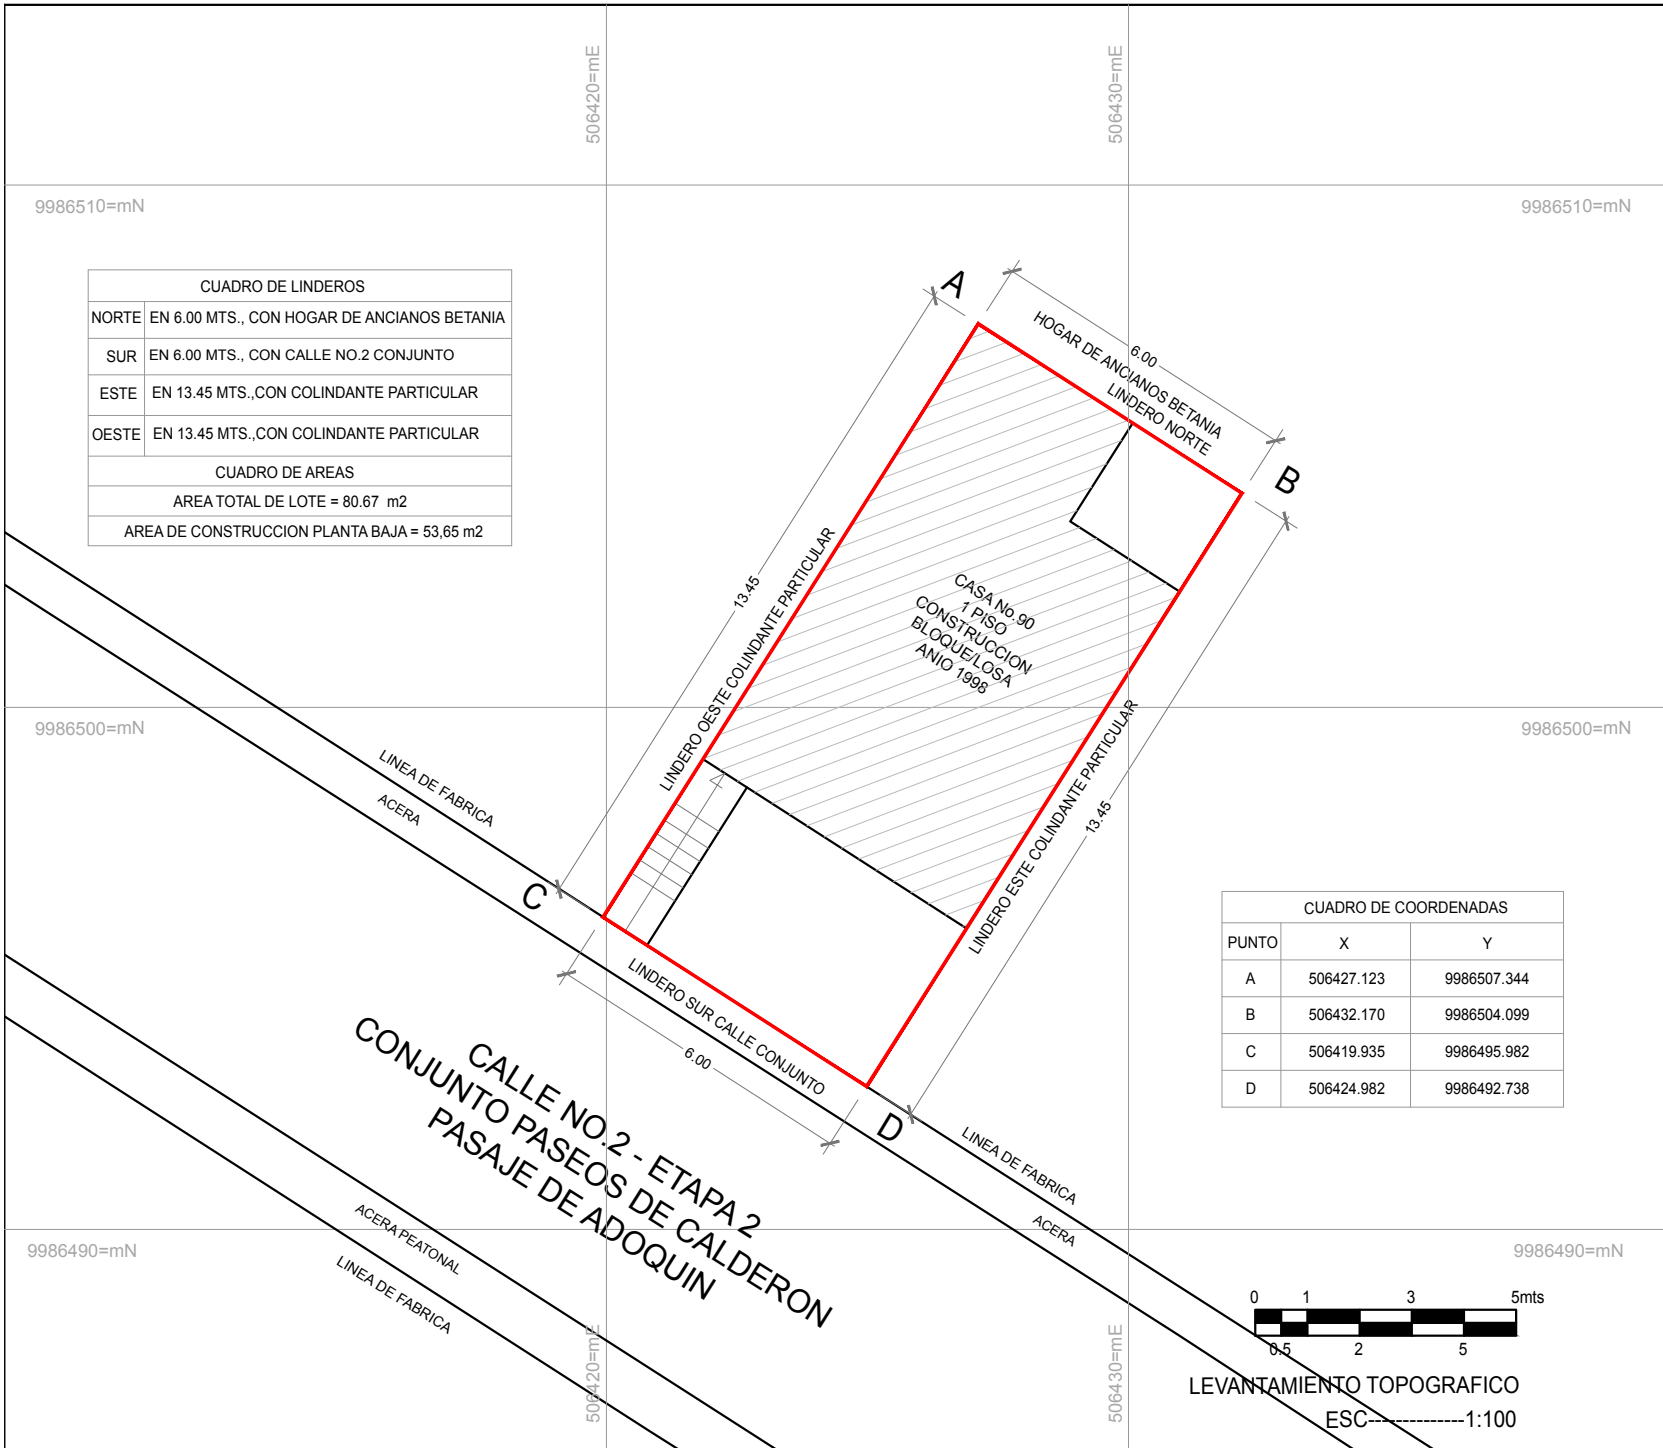 506420=mE
506430=mE
9986510=mN
9986510=mN
CUADRO DE LINDEROS
NORTE EN 6.00 MTS., CON HOGAR DE ANCIANOS BETANIA
SUR EN 6.00 MTS., CON CALLE NO.2 CONJUNTO
ESTE EN 13.45 MTS.,CON COLINDANTE PARTICULAR
OESTE EN 13.45 MTS.,CON COLINDANTE PARTICULAR
CUADRO DE AREAS
AREA TOTAL DE LOTE = 80.67 m2
AREA DE CONSTRUCCION PLANTA BAJA = 53,65 m2
A
6.00
HOGAR DE ANCIANOS BETANIA
LINDERO NORTE
B
13.45
LINDERO OESTE COLINDANTE PARTICULAR
CASA No.90
1 PISO
CONSTRUCCION
BLOQUE/LOSA
ANIO 1998
LINDERO ESTE COLINDANTE PARTICULAR
13.45
9986500=mN
9986500=mN
LINEA DE FABRICA
ACERA
C
LINDERO SUR CALLE CONJUNTO
6.00
D
CUADRO DE COORDENADAS
PUNTO X Y
A 506427.123 9986507.344
B 506432.170 9986504.099
C 506419.935 9986495.982
D 506424.982 9986492.738
CALLE NO.2 - ETAPA 2
CONJUNTO PASEOS DE CALDERON
PASAJE DE ADOQUIN
LINEA DE FABRICA
ACERA
ACERA PEATONAL
LINEA DE FABRICA
9986490=mN
9986490=mN
506420=mE
506430=mE
0 1 3 5mts
0.5 2 5
LEVANTAMIENTO TOPOGRAFICO
ESC-------------1:100